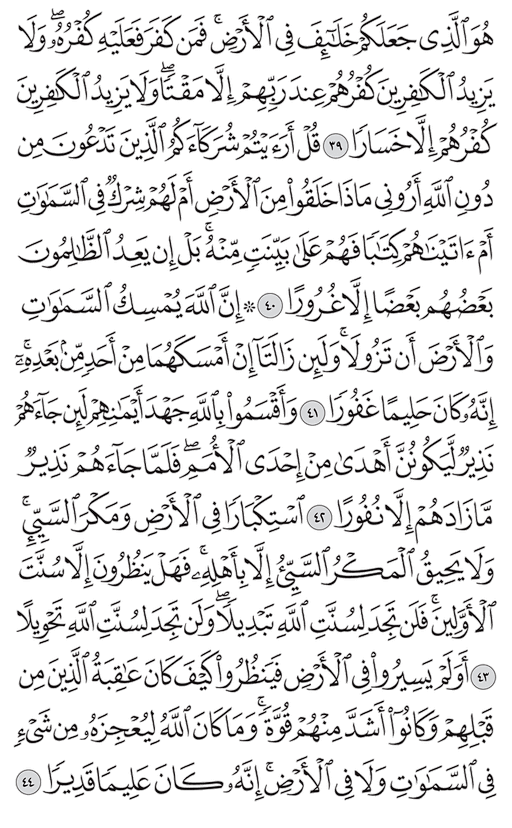 هُوَ ٱلَّذِى جَعَلَكُمْ خَلَـٰٓئِفَ فِى ٱلْأَرْضِ ۚ فَمَن كَفَرَ فَعَلَيْهِ كُفْرُهُۥ ۖ وَلَا
يَزِيدُ ٱلْكَـٰفِرِينَ كُفْرُهُمْ عِندَ رَبِّهِمْ إِلَّا مَقْتًا ۖ وَلَا يَزِيدُ ٱلْكَـٰفِرِينَ
كُفْرُهُمْ إِلَّا خَسَارًا ٣٩ قُلْ أَرَءَيْتُمْ شُرَكَآءَكُمُ ٱلَّذِينَ تَدْعُونَ مِن
دُونِ ٱللَّهِ أَرُونِى مَاذَا خَلَقُوا۟ مِنَ ٱلْأَرْضِ أَمْ لَهُمْ شِرْكٌ فِى ٱلسَّمَـٰوَٰتِ
أَمْ ءَاتَيْنَـٰهُمْ كِتَـٰبًا فَهُمْ عَلَىٰ بَيِّنَتٍ مِّنْهُ ۚ بَلْ إِن يَعِدُ ٱلظَّـٰلِمُونَ
بَعْضُهُم بَعْضًا إِلَّا غُرُورًا ٤٠ ۞ إِنَّ ٱللَّهَ يُمْسِكُ ٱلسَّمَـٰوَٰتِ
وَٱلْأَرْضَ أَن تَزُولَا ۚ وَلَئِن زَالَتَآ إِنْ أَمْسَكَهُمَا مِنْ أَحَدٍ مِّنۢ بَعْدِهِۦٓ ۚ
إِنَّهُۥ كَانَ حَلِيمًا غَفُورًا ٤١ وَأَقْسَمُوا۟ بِٱللَّهِ جَهْدَ أَيْمَـٰنِهِمْ لَئِن جَآءَهُمْ
نَذِيرٌ لَّيَكُونُنَّ أَهْدَىٰ مِنْ إِحْدَى ٱلْأُمَمِ ۖ فَلَمَّا جَآءَهُمْ نَذِيرٌ
مَّا زَادَهُمْ إِلَّا نُفُورًا ٤٢ ٱسْتِكْبَارًا فِى ٱلْأَرْضِ وَمَكْرَ ٱلسَّيِّئِ ۚ
وَلَا يَحِيقُ ٱلْمَكْرُ ٱلسَّيِّئُ إِلَّا بِأَهْلِهِۦ ۚ فَهَلْ يَنظُرُونَ إِلَّا سُنَّتَ
ٱلْأَوَّلِينَ ۚ فَلَن تَجِدَ لِسُنَّتِ ٱللَّهِ تَبْدِيلًا ۖ وَلَن تَجِدَ لِسُنَّتِ ٱللَّهِ تَحْوِيلًا
٤٣ أَوَلَمْ يَسِيرُوا۟ فِى ٱلْأَرْضِ فَيَنظُرُوا۟ كَيْفَ كَانَ عَـٰقِبَةُ ٱلَّذِينَ مِن
قَبْلِهِمْ وَكَانُوٓا۟ أَشَدَّ مِنْهُمْ قُوَّةً ۚ وَمَا كَانَ ٱللَّهُ لِيُعْجِزَهُۥ مِن شَىْءٍ
فِى ٱلسَّمَـٰوَٰتِ وَلَا فِى ٱلْأَرْضِ ۚ إِنَّهُۥ كَانَ عَلِيمًا قَدِيرًا ٤٤